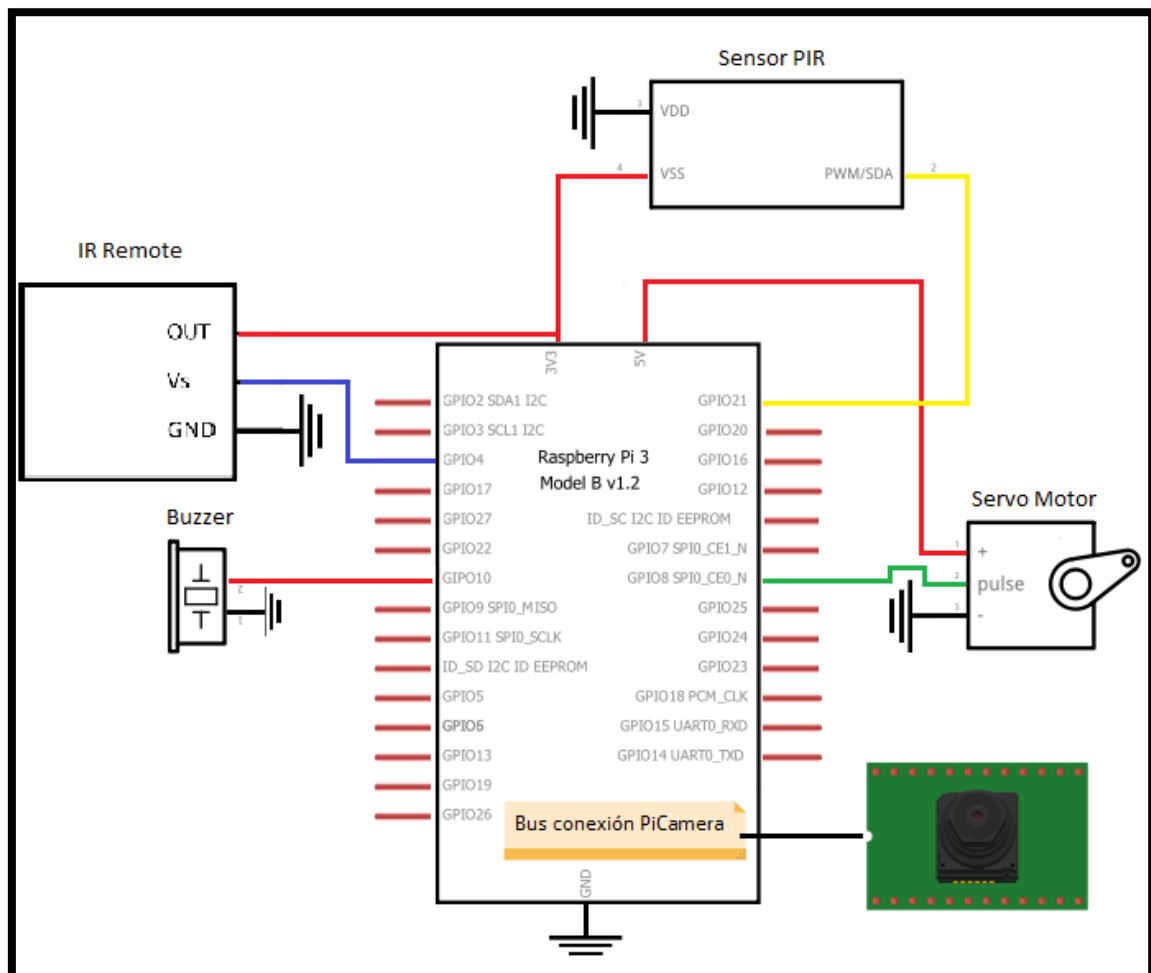 Sensor PIR
3
VDD
4
VSS
PWM/SDA
2
IR Remote
OUT
Vs
GND
3V3
5V
GPIO2 SDA1 I2C
GPIO3 SCL1 I2C
GPIO4
GPIO17
GPIO27
GPIO22
GIPO10
GPIO9 SPI0_MISO
GPIO11 SPI0_SCLK
ID_SD I2C ID EEPROM
GPIO5
GPIO6
GPIO13
GPIO19
GPIO26
Raspberry Pi 3
Model B v1.2
GPIO21
GPIO20
GPIO16
GPIO12
ID_SC I2C ID EEPROM
GPIO7 SPI0_CE1_N
GPIO8 SPI0_CE0_N
GPIO25
GPIO24
GPIO23
GPIO18 PCM_CLK
GPIO15 UART0_RXD
GPIO14 UART0_TXD
Buzzer
2
1
Servo Motor
1
+
2
pulse
3
-
Bus conexión PiCamera
GND